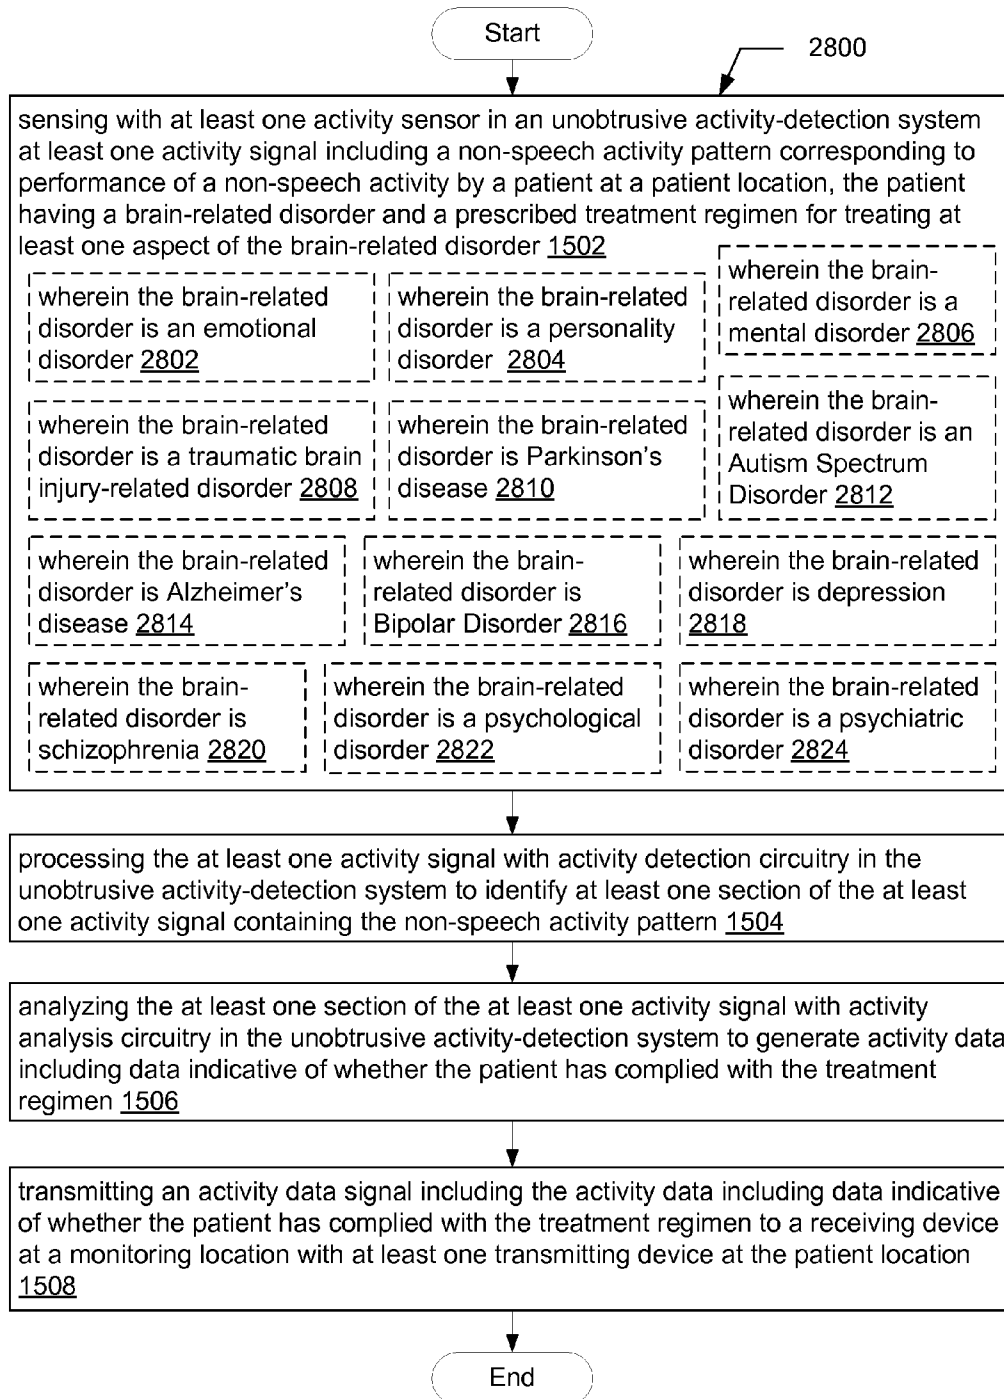 Start
2800
sensing with at least one activity sensor in an unobtrusive activity-detection system
at least one activity signal including a non-speech activity pattern corresponding to
performance of a non-speech activity by a patient at a patient location, the patient
having a brain-related disorder and a prescribed treatment regimen for treating at
least one aspect of the brain-related disorder 1502
wherein the brain-related
disorder is an emotional
disorder 2802
wherein the brain-related
disorder is a personality
disorder 2804
wherein the brain-
related disorder is a
mental disorder 2806
wherein the brain-related
disorder is a traumatic brain
injury-related disorder 2808
wherein the brain-related
disorder is Parkinson's
disease 2810
wherein the brain-
related disorder is an
Autism Spectrum
Disorder 2812
wherein the brain-related
disorder is Alzheimer's
disease 2814
wherein the brain-
related disorder is
Bipolar Disorder 2816
wherein the brain-related
disorder is depression
2818
wherein the brain-
related disorder is
schizophrenia 2820
wherein the brain-related
disorder is a psychological
disorder 2822
wherein the brain-related
disorder is a psychiatric
disorder 2824
processing the at least one activity signal with activity detection circuitry in the
unobtrusive activity-detection system to identify at least one section of the at least
one activity signal containing the non-speech activity pattern 1504
analyzing the at least one section of the at least one activity signal with activity
analysis circuitry in the unobtrusive activity-detection system to generate activity data
including data indicative of whether the patient has complied with the treatment
regimen 1506
transmitting an activity data signal including the activity data including data indicative
of whether the patient has complied with the treatment regimen to a receiving device
at a monitoring location with at least one transmitting device at the patient location
1508
End